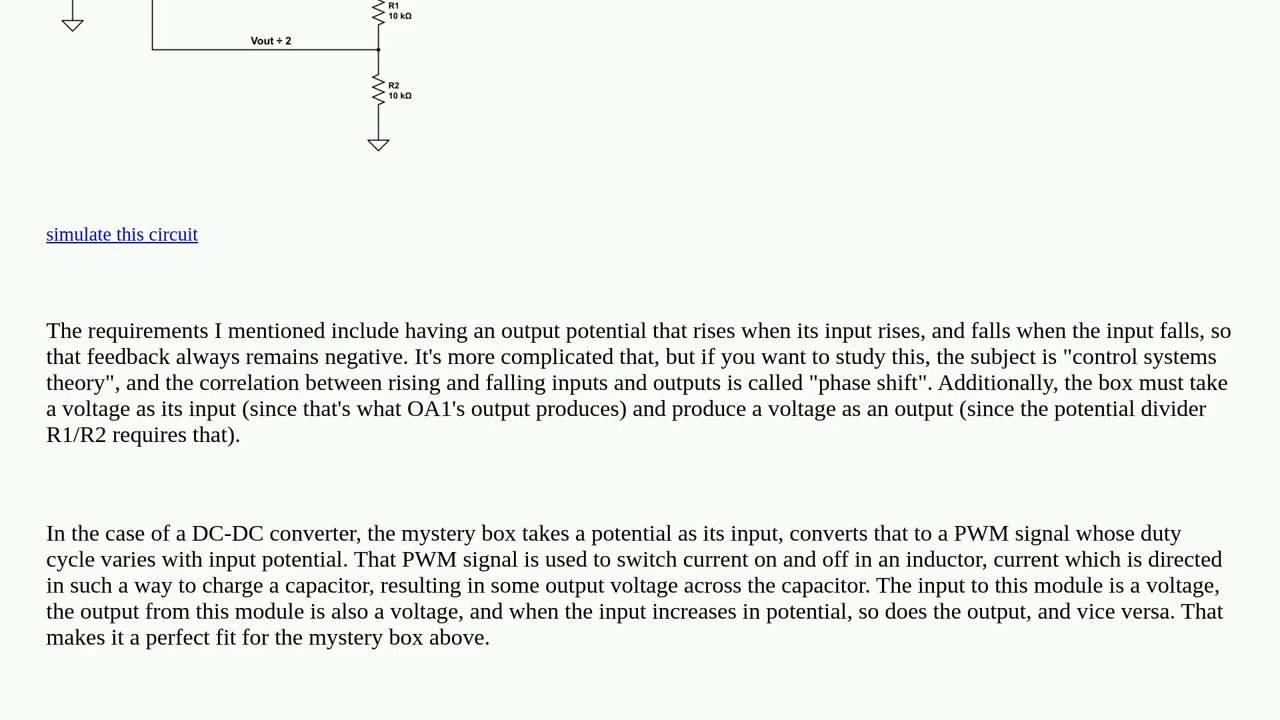 R1
10 kΩ
Vout ÷ 2
R2
10 kΩ
simulate this circuit
The requirements I mentioned include having an output potential that rises when its input rises, and falls when the input falls, so
that feedback always remains negative. It's more complicated that, but if you want to study this, the subject is "control systems
theory", and the correlation between rising and falling inputs and outputs is called "phase shift". Additionally, the box must take
a voltage as its input (since that's what OA1's output produces) and produce a voltage as an output (since the potential divider
R1/R2 requires that).
In the case of a DC-DC converter, the mystery box takes a potential as its input, converts that to a PWM signal whose duty
cycle varies with input potential. That PWM signal is used to switch current on and off in an inductor, current which is directed
in such a way to charge a capacitor, resulting in some output voltage across the capacitor. The input to this module is a voltage,
the output from this module is also a voltage, and when the input increases in potential, so does the output, and vice versa. That
makes it a perfect fit for the mystery box above.